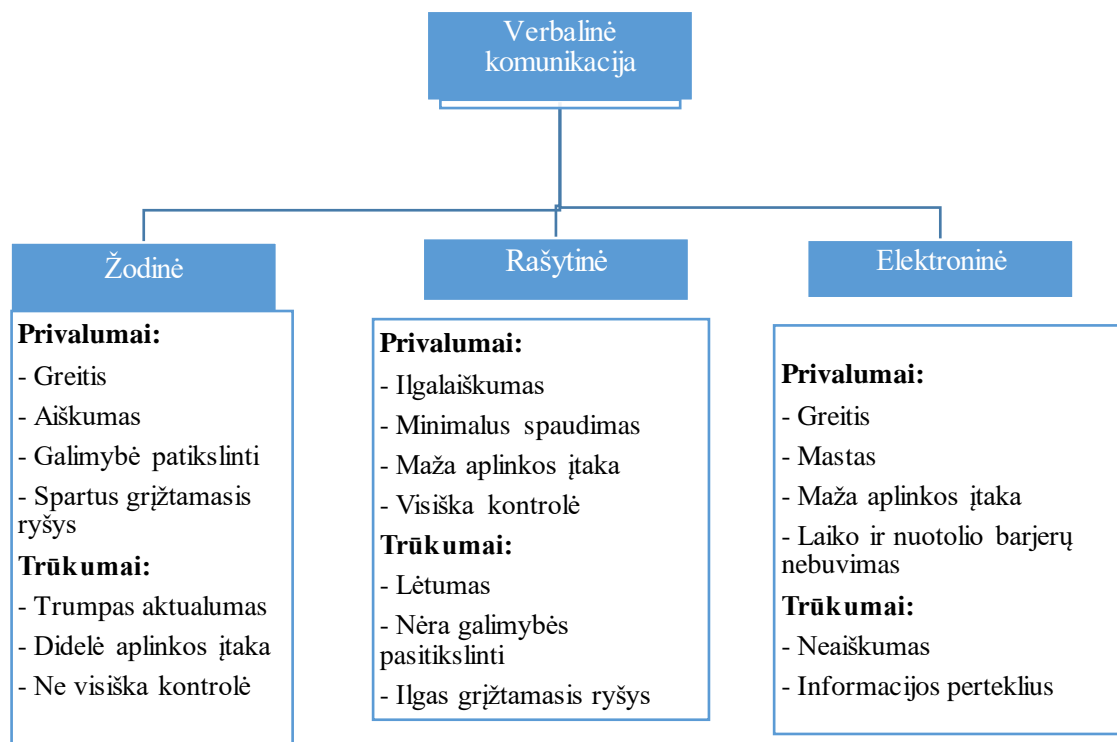 Verbalinė
komunikacija
Žodinė
Privalumai:
- Greitis
- Aiškumas
- Galimybė patikslinti
- Spartus grįžtamasis
ryšys
Trūkumai:
- Trumpas aktualumas
- Didelė aplinkos įtaka
- Ne visiška kontrolė
Rašytinė
Privalumai:
- Ilgalaiškumas
- Minimalus spaudimas
- Maža aplinkos įtaka
- Visiška kontrolė
Trūkumai:
- Lėtumas
- Nėra galimybės
pasitikslinti
- Ilgas grįžtamasis ryšys
Elektroninė
Privalumai:
- Greitis
- Mastas
- Maža aplinkos įtaka
- Laiko ir nuotolio barjerų
nebuvimas
Trūkumai:
- Neaiškumas
- Informacijos perteklius